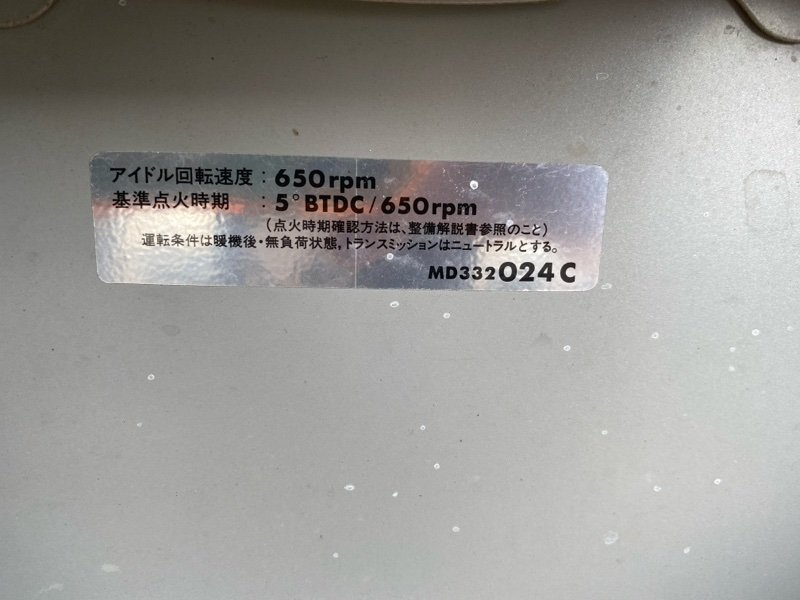 アイドル回転速度 : 650rpm
基準点火時期 : 5°BTDC/650rpm
(点火時期確認方法は、整備解説書参照のこと)
運転条件は暖機後・無負荷状態,トランスミッションはニュートラルとする。
MD332024C